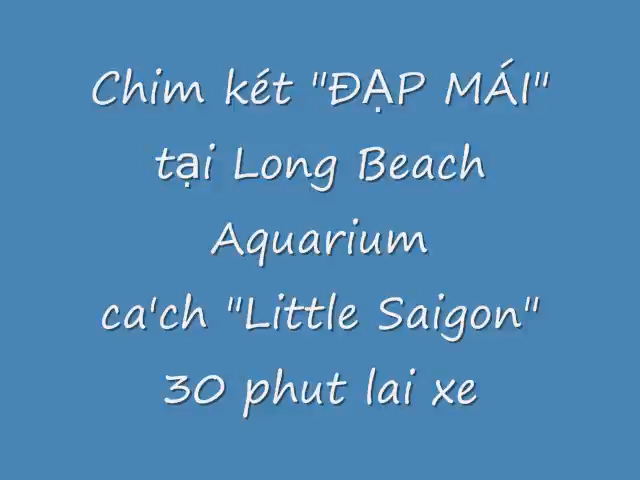 Chim két "ĐẠP MÁI"
tại Long Beach
Aquarium
ca'ch "Little Saigon"
30 phut lai xe